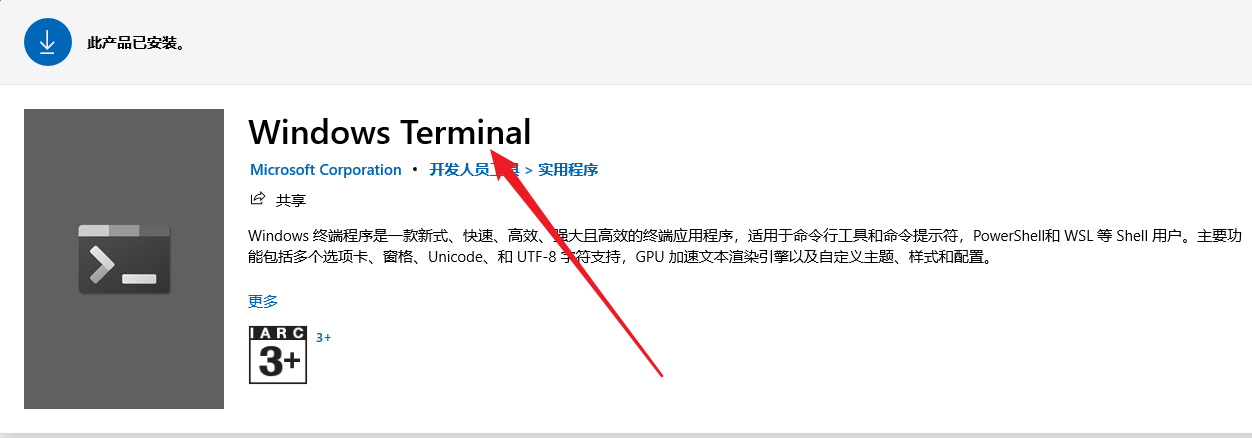 此产品已安装。
Windows Terminal
Microsoft Corporation • 开发人员工具 > 实用程序
共享
Windows 终端程序是一款新式、快速、高效、强大且高效的终端应用程序，适用于命令行工具和命令提示符，PowerShell和 WSL 等 Shell 用户。主要功
能包括多个选项卡、窗格、Unicode、和 UTF-8 字符支持，GPU 加速文本渲染引擎以及自定义主题、样式和配置。
更多
IARC
3+
3+